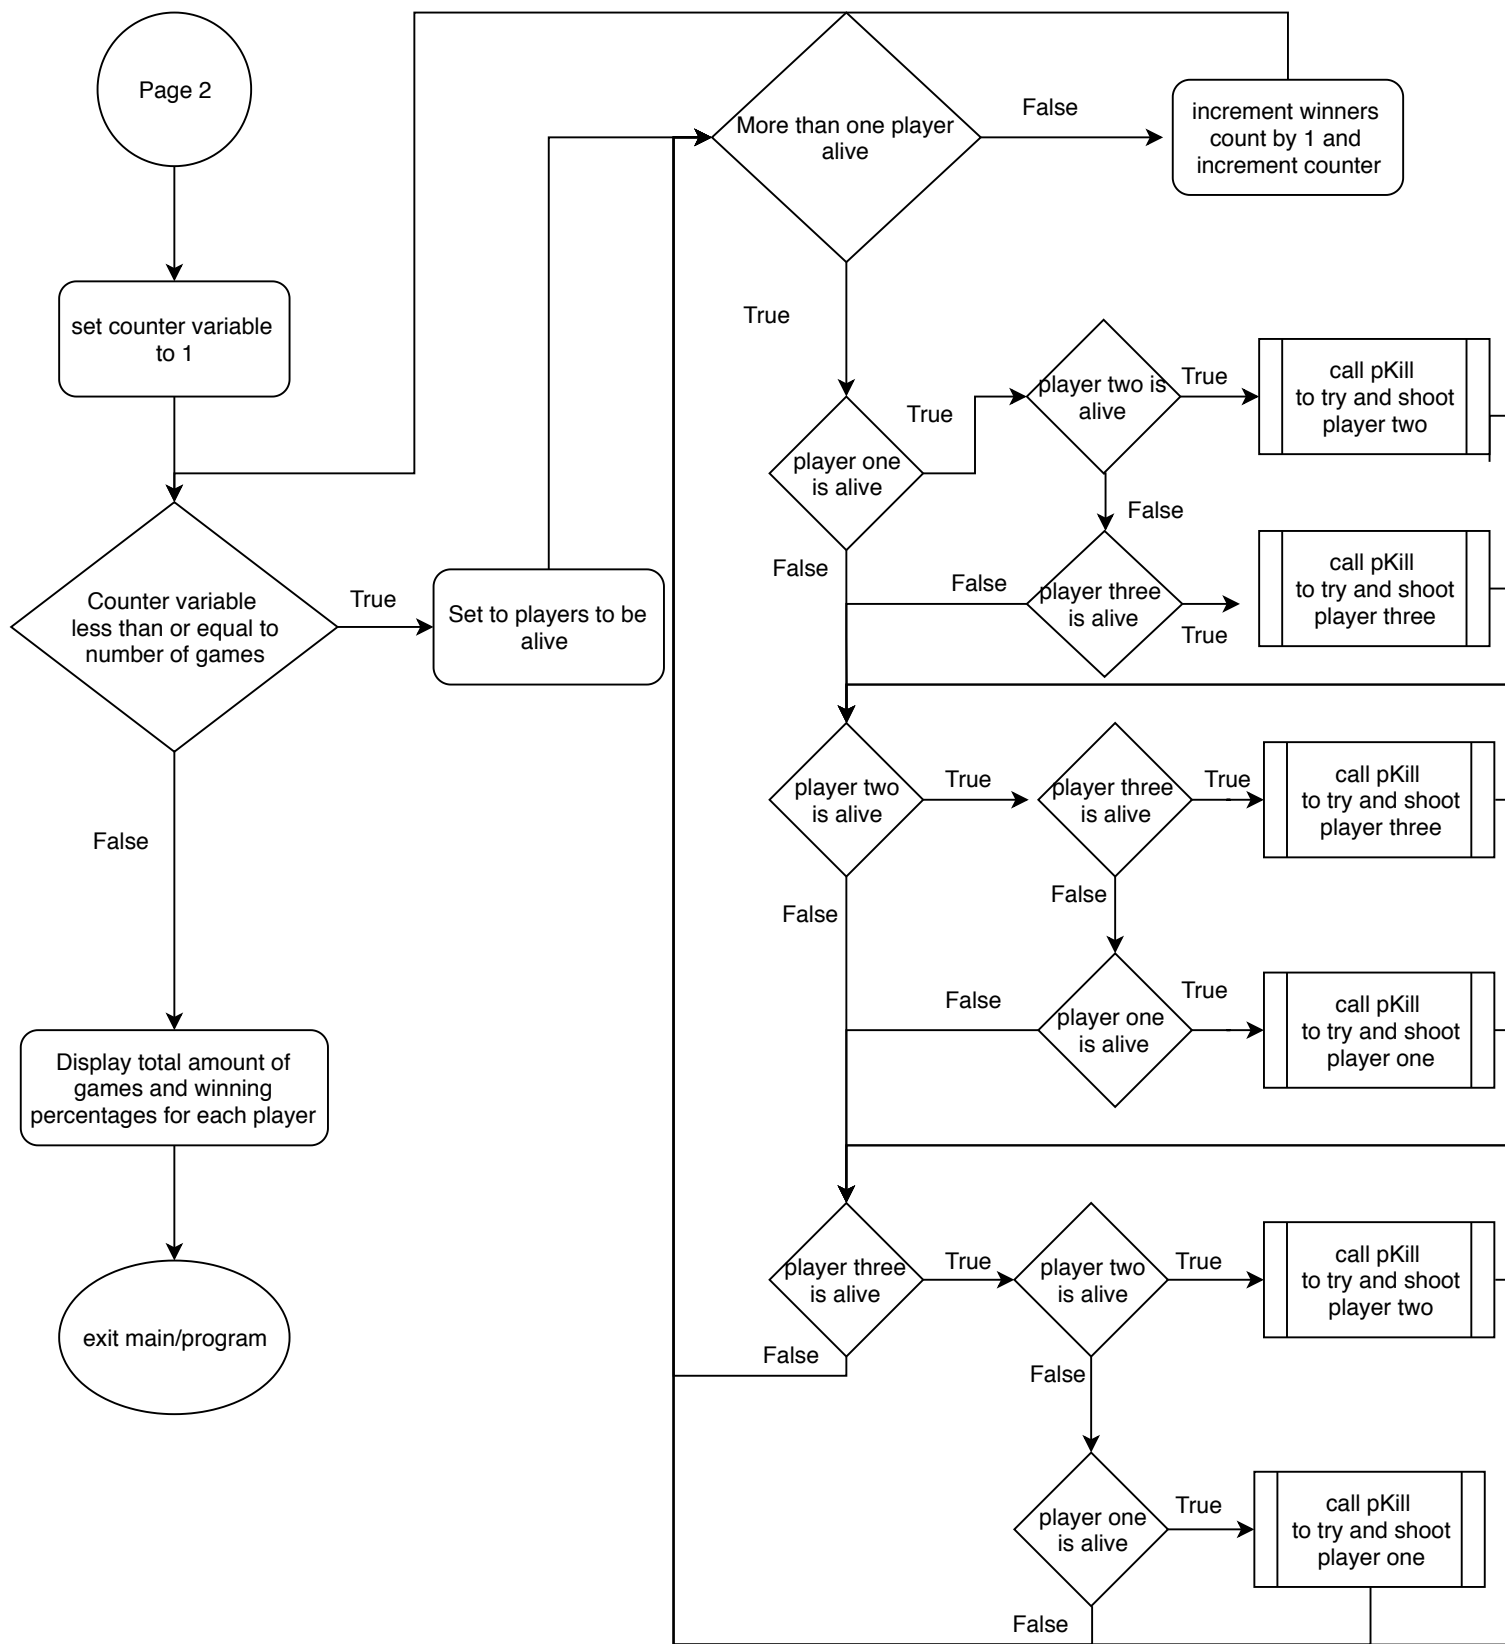 Page 2
set counter variable
to 1
Counter variable
less than or equal to
number of games
True
Set to players to be
alive
False
Display total amount of
games and winning
percentages for each player
exit main/program
More than one player
alive
False
increment winners
count by 1 and
increment counter
True
player one
is alive
True
player two is
alive
True
call pKill
to try and shoot
player two
False
False
False
player three
is alive
True
call pKill
to try and shoot
player three
player two
is alive
True
player three
is alive
True
call pKill
to try and shoot
player three
False
False
False
player one
is alive
True
call pKill
to try and shoot
player one
player three
is alive
True
player two
is alive
True
call pKill
to try and shoot
player two
False
False
player one
is alive
True
call pKill
to try and shoot
player one
False